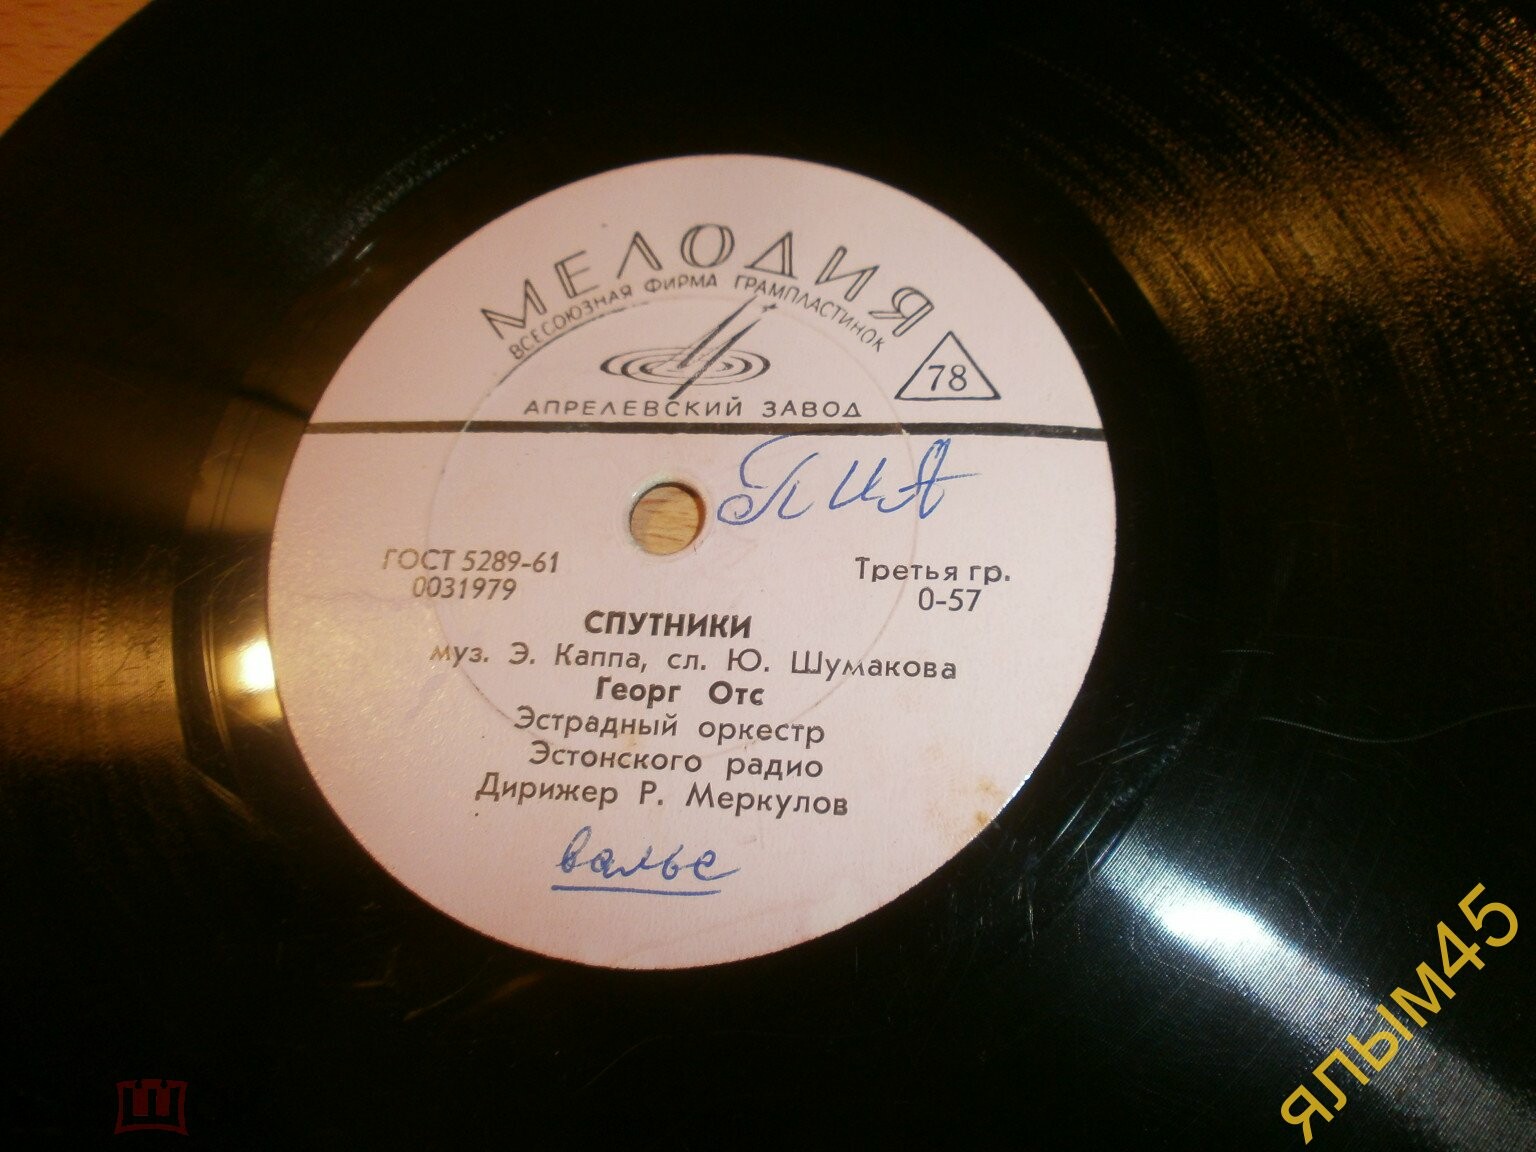 МЕЛОДИЯ
ВСЕСОЮЗНАЯ ФИРМА ГРАМПЛАСТИНОК
78
АПРЕЛЕВСКИЙ ЗАВОД
ГОСТ 5289-61
0031979
Третья гр.
0-57
СПУТНИКИ
муз. Э. Каппа, сл. Ю. Шумакова
Георг Отс
Эстрадный оркестр
Эстонского радио
Дирижер Р. Меркулов
вальс
ялым45